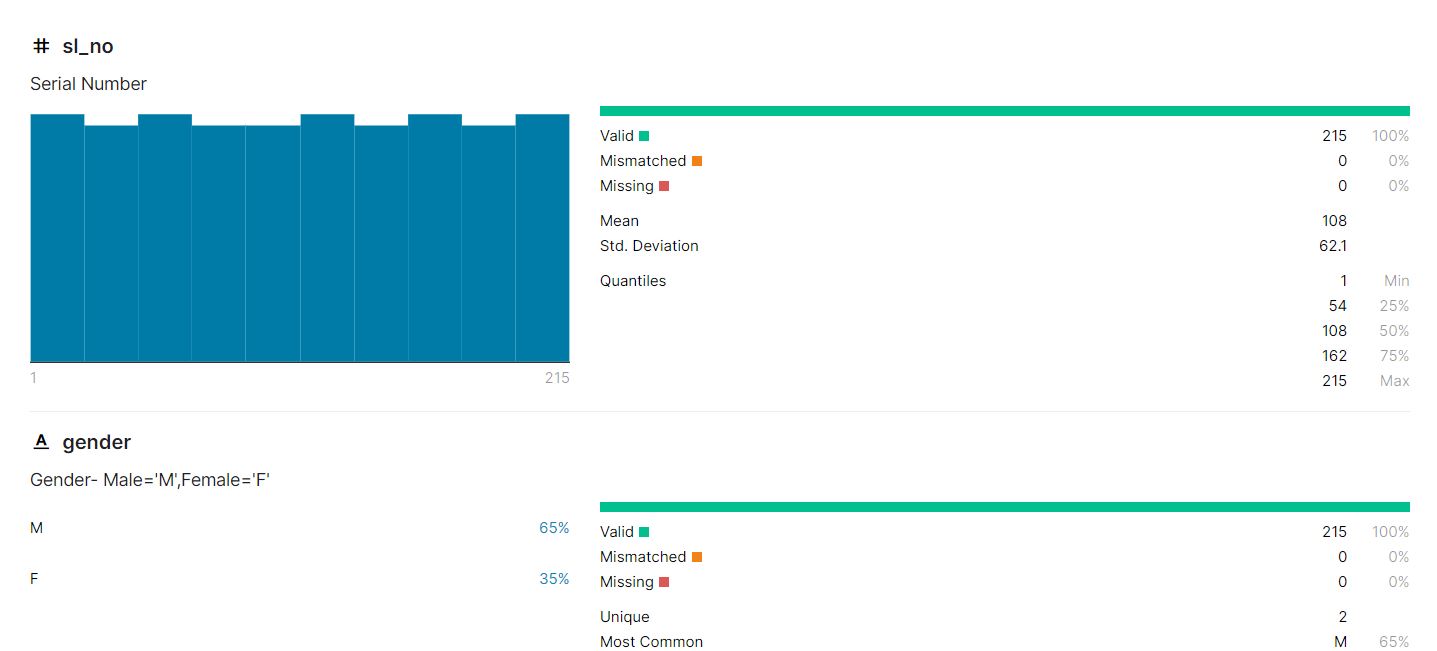 sl_no
Serial Number
1 215
Valid 215 100%
Mismatched 0 0%
Missing 0 0%
Mean 108
Std. Deviation 62.1
Quantiles 1 Min
54 25%
108 50%
162 75%
215 Max
A gender
Gender- Male='M',Female='F'
M 65%
F 35%
Valid 215 100%
Mismatched 0 0%
Missing 0 0%
Unique 2
Most Common M 65%